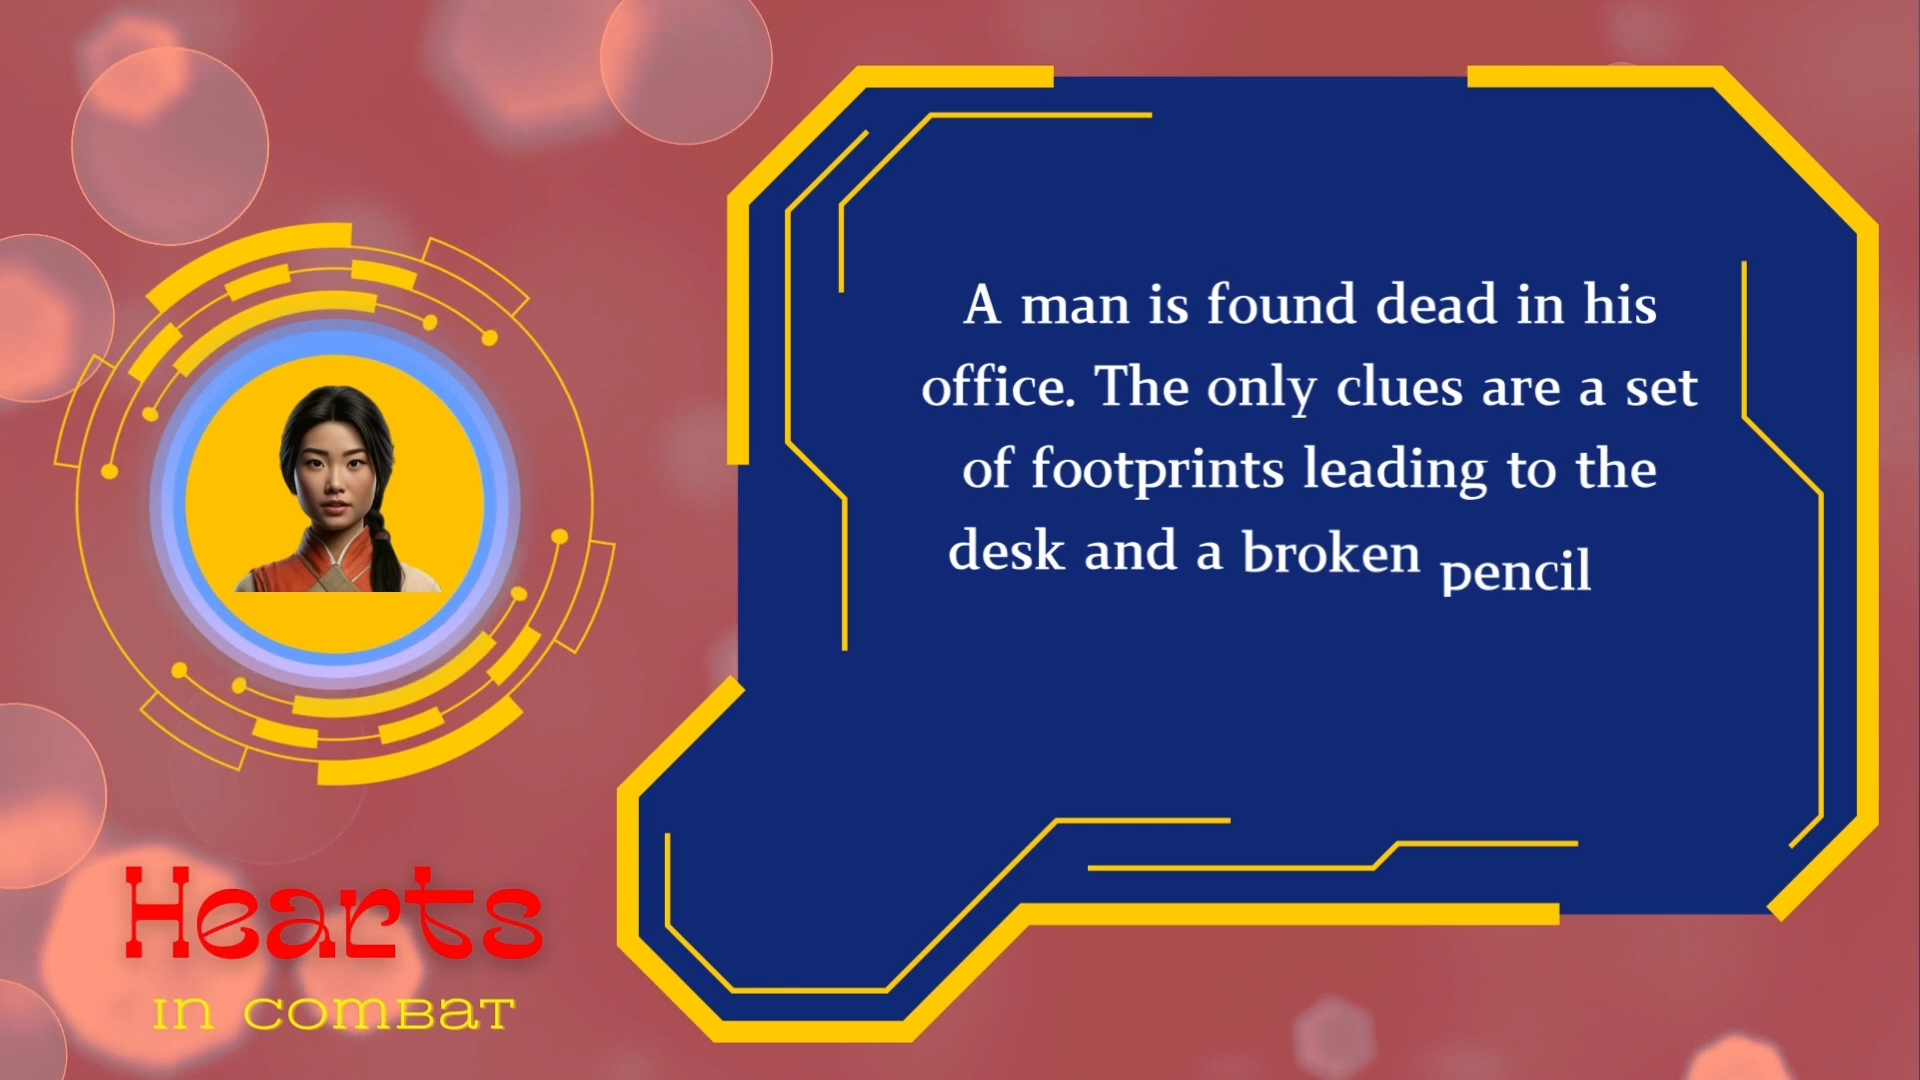 A man is found dead in his
office. The only clues are a set
of footprints leading to the
desk and a broken pencil
Hearts
in combat